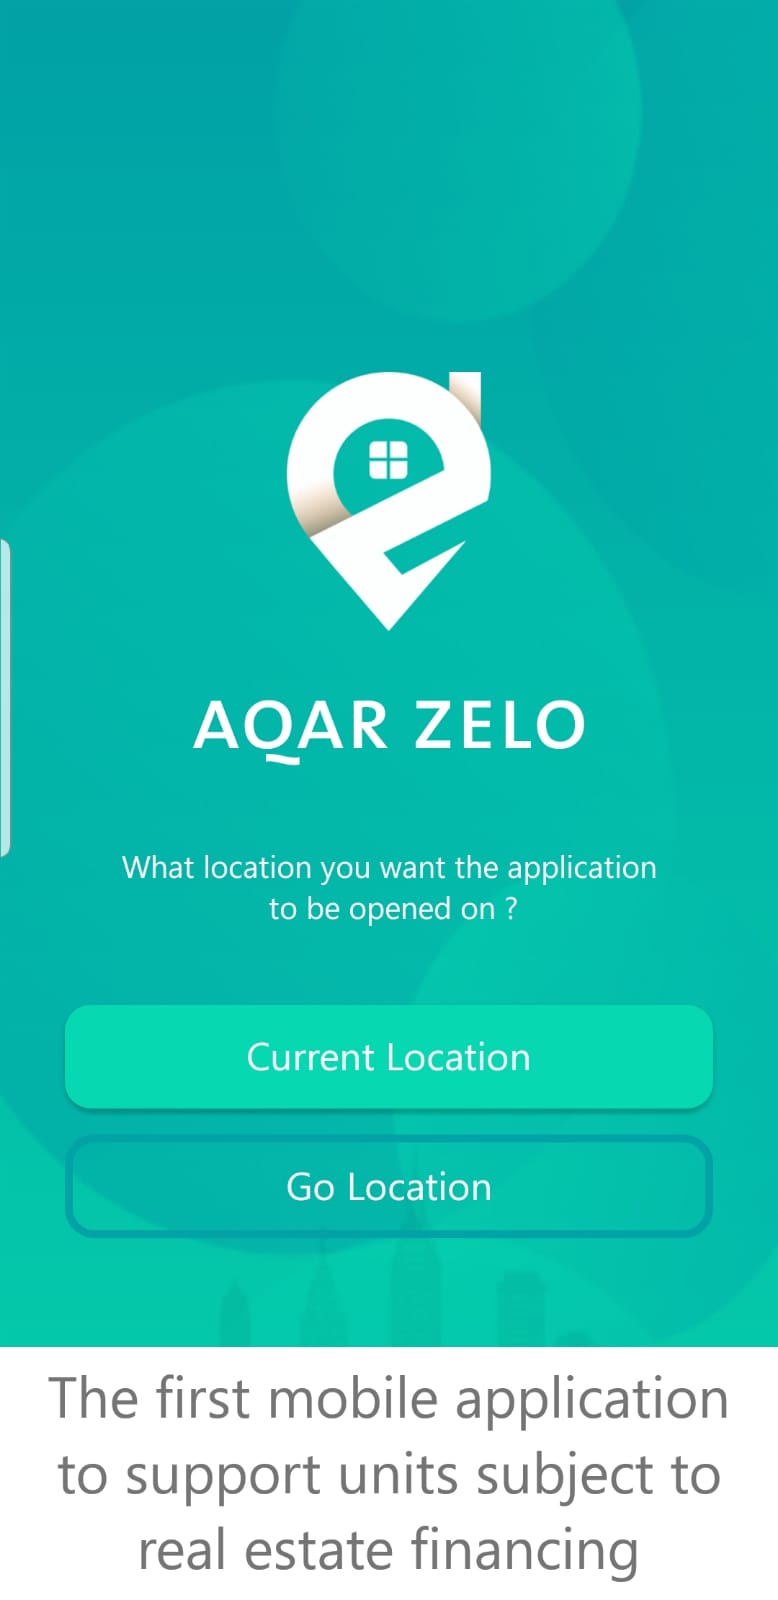 AQAR ZELO
What location you want the application
to be opened on ?
Current Location
Go Location
The first mobile application
to support units subject to
real estate financing